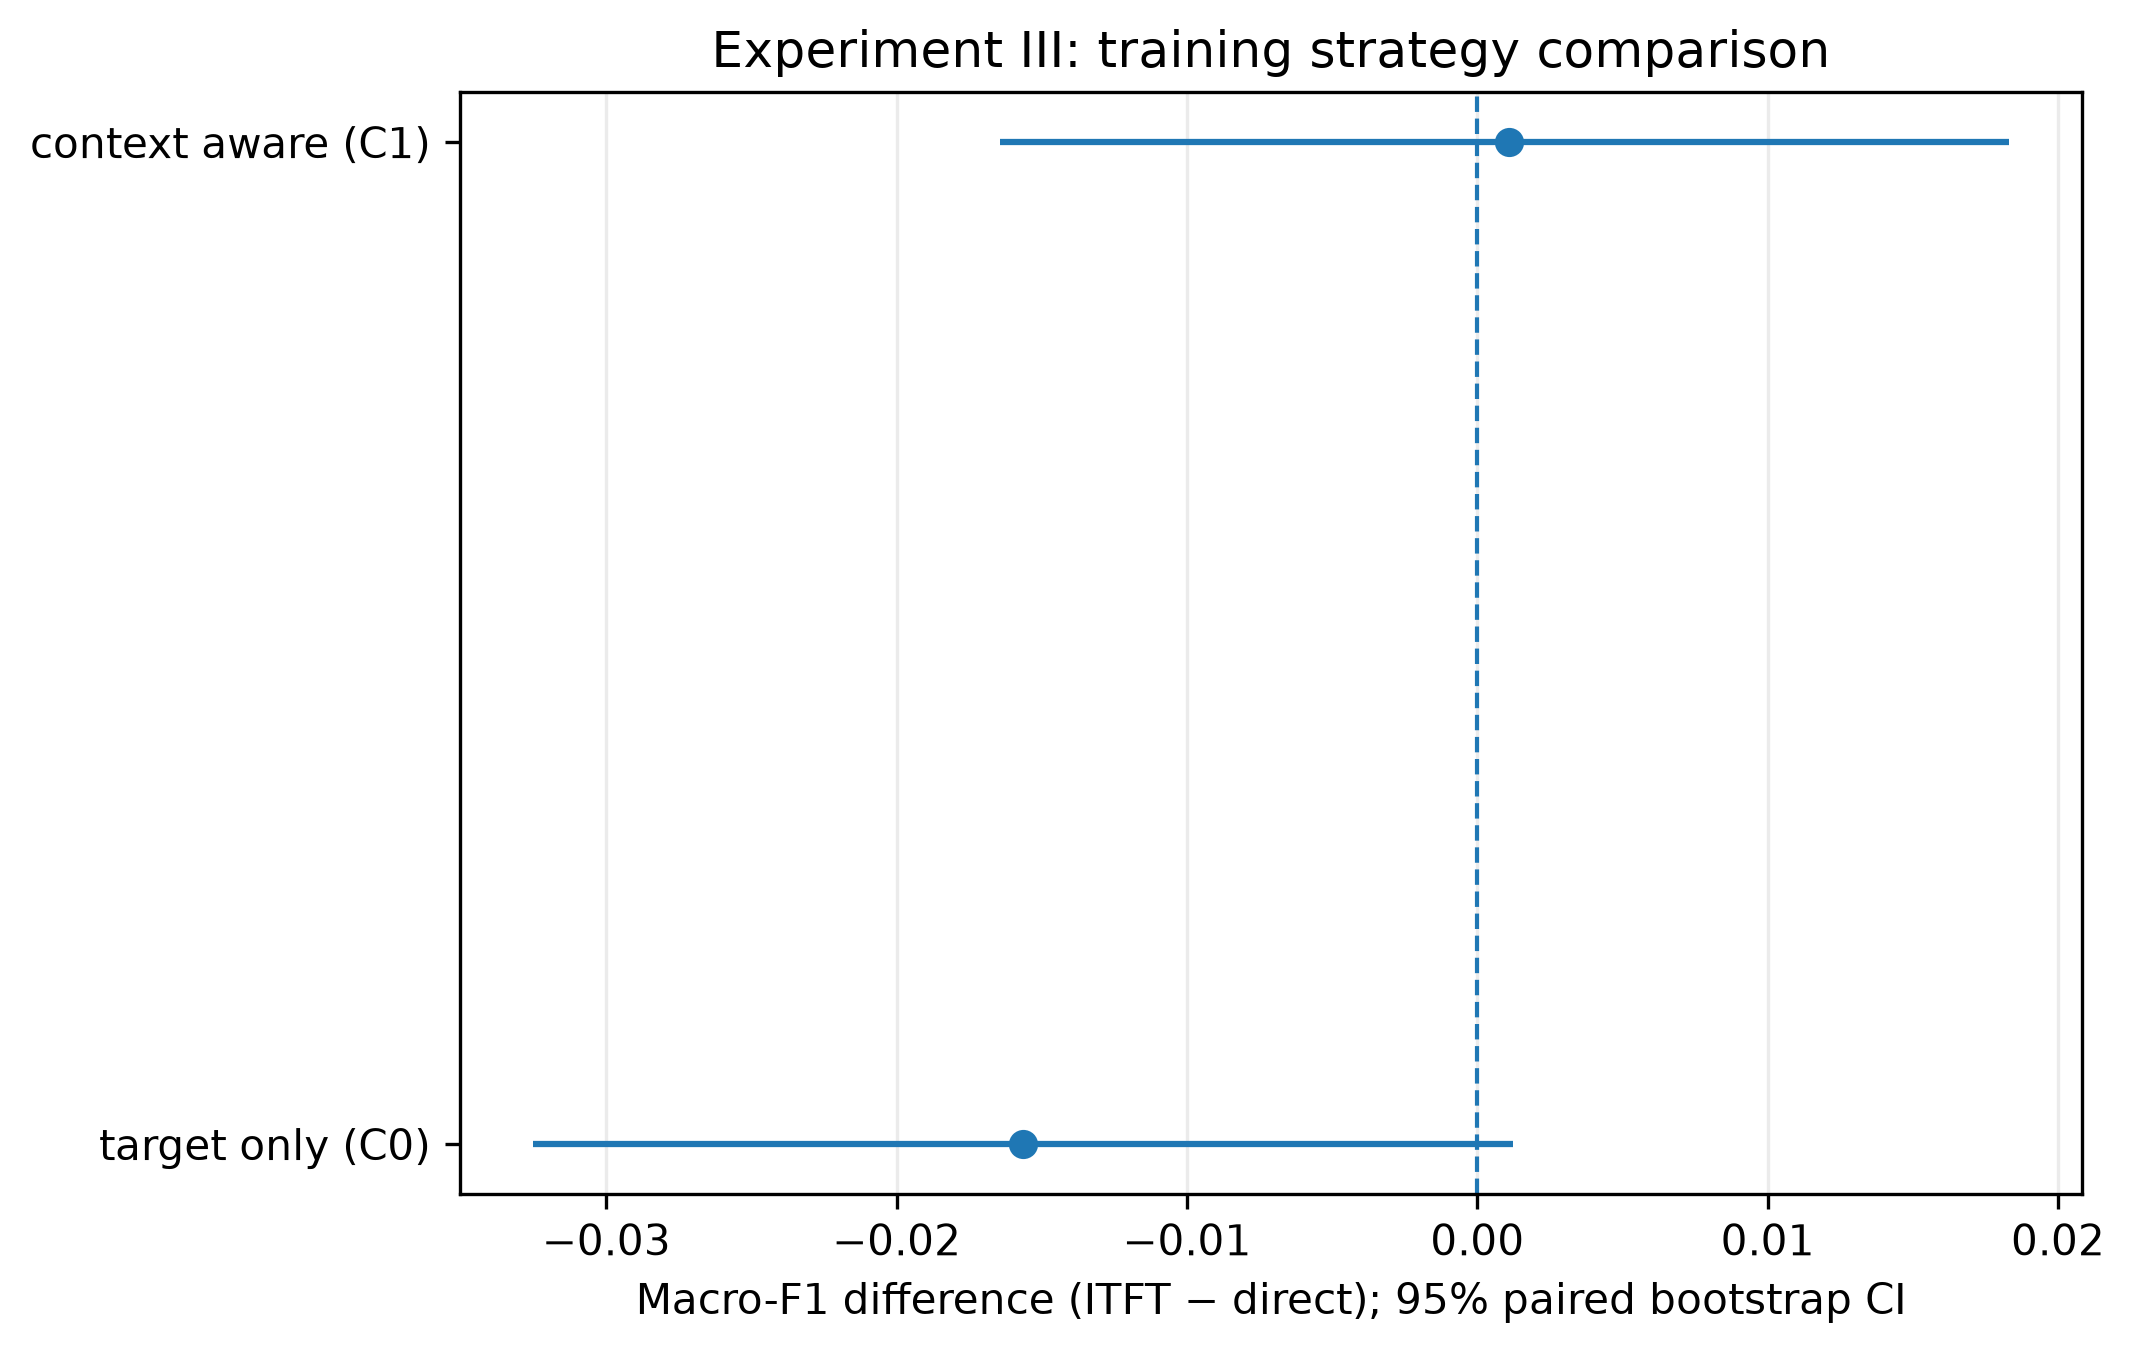 Experiment III: training strategy comparison
context aware (C1)
target only (C0)
−0.03 −0.02 −0.01 0.00 0.01 0.02
Macro-F1 difference (ITFT − direct); 95% paired bootstrap CI